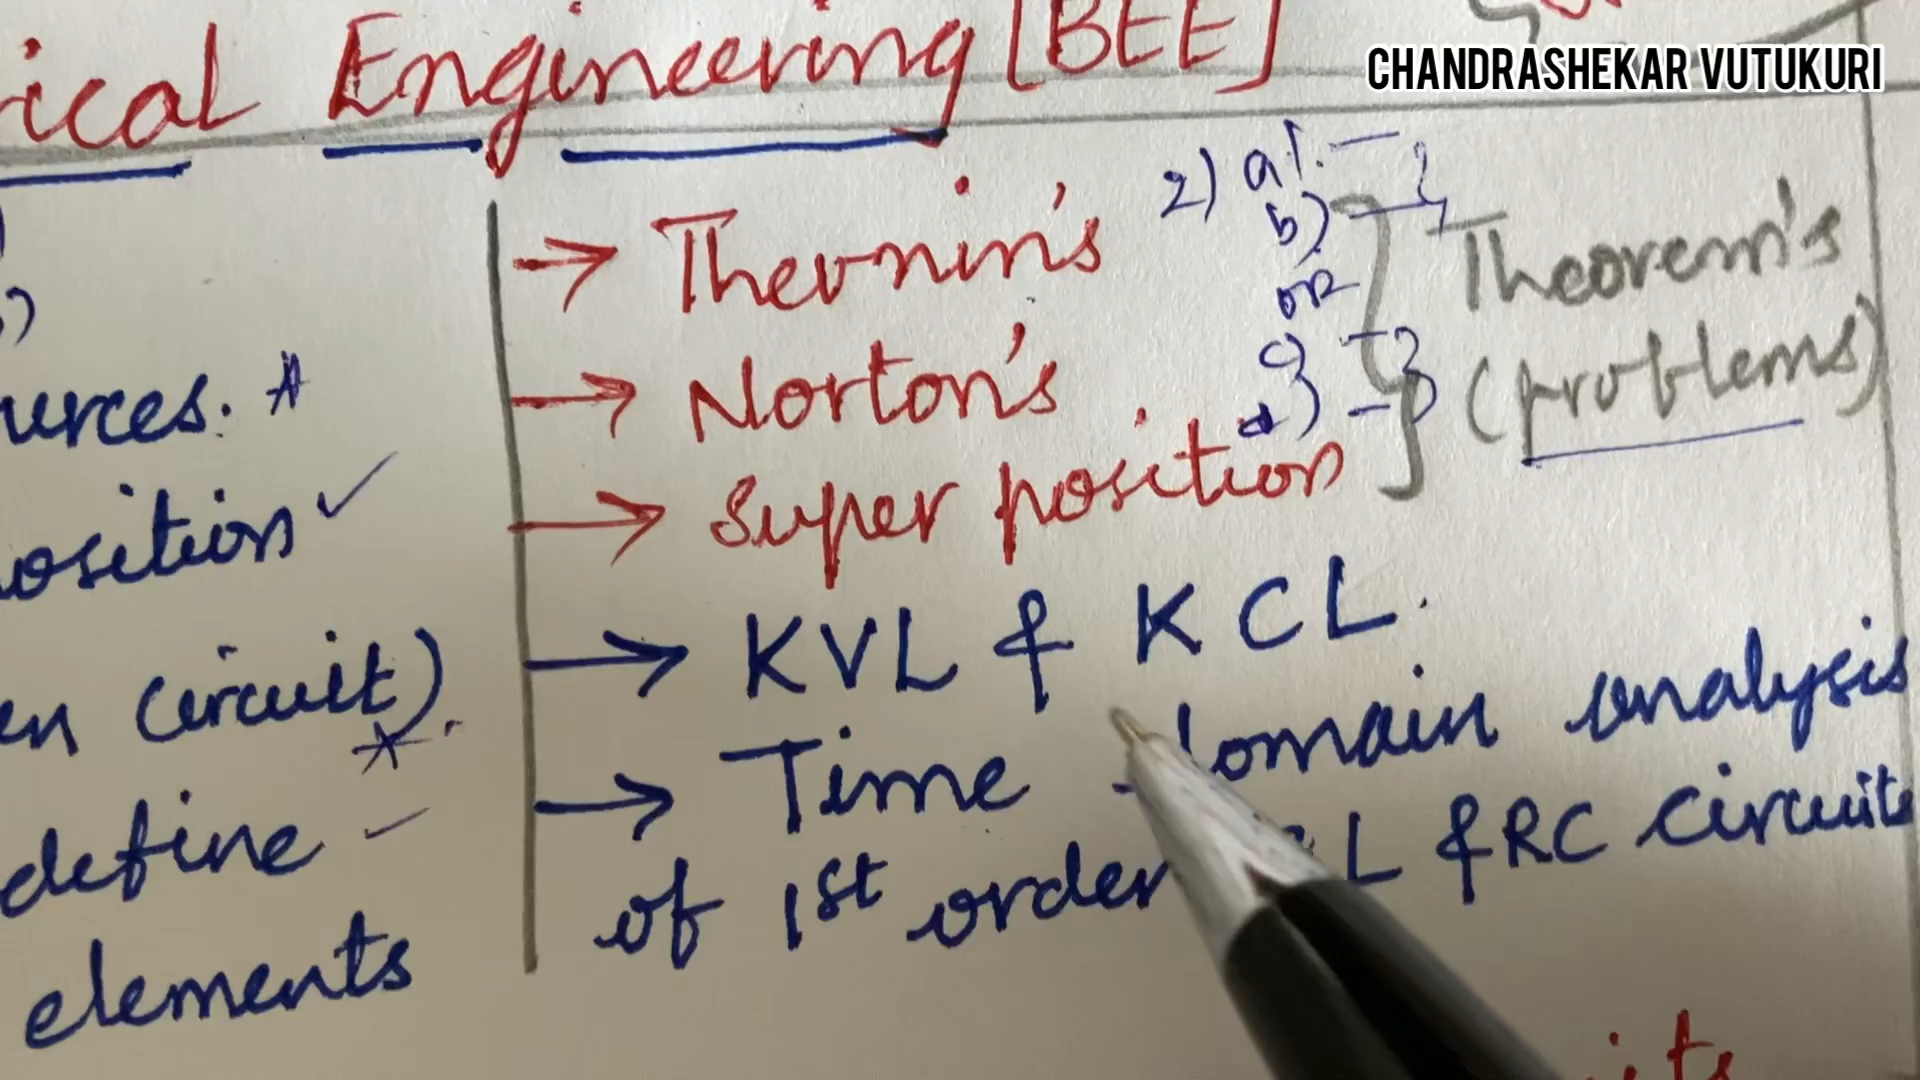 CHANDRASHEKAR VUTUKURI
ical Engineering [BEE]
urces.
osition
en circuit)
define
elements
→ Thevnin's
→ Norton's
→ Super position
→ KVL & KCL.
→ Time domain analysis
of 1st order L & RC circuits
2) a)
b)
OR
c)
d)
Theorem's
(problems)